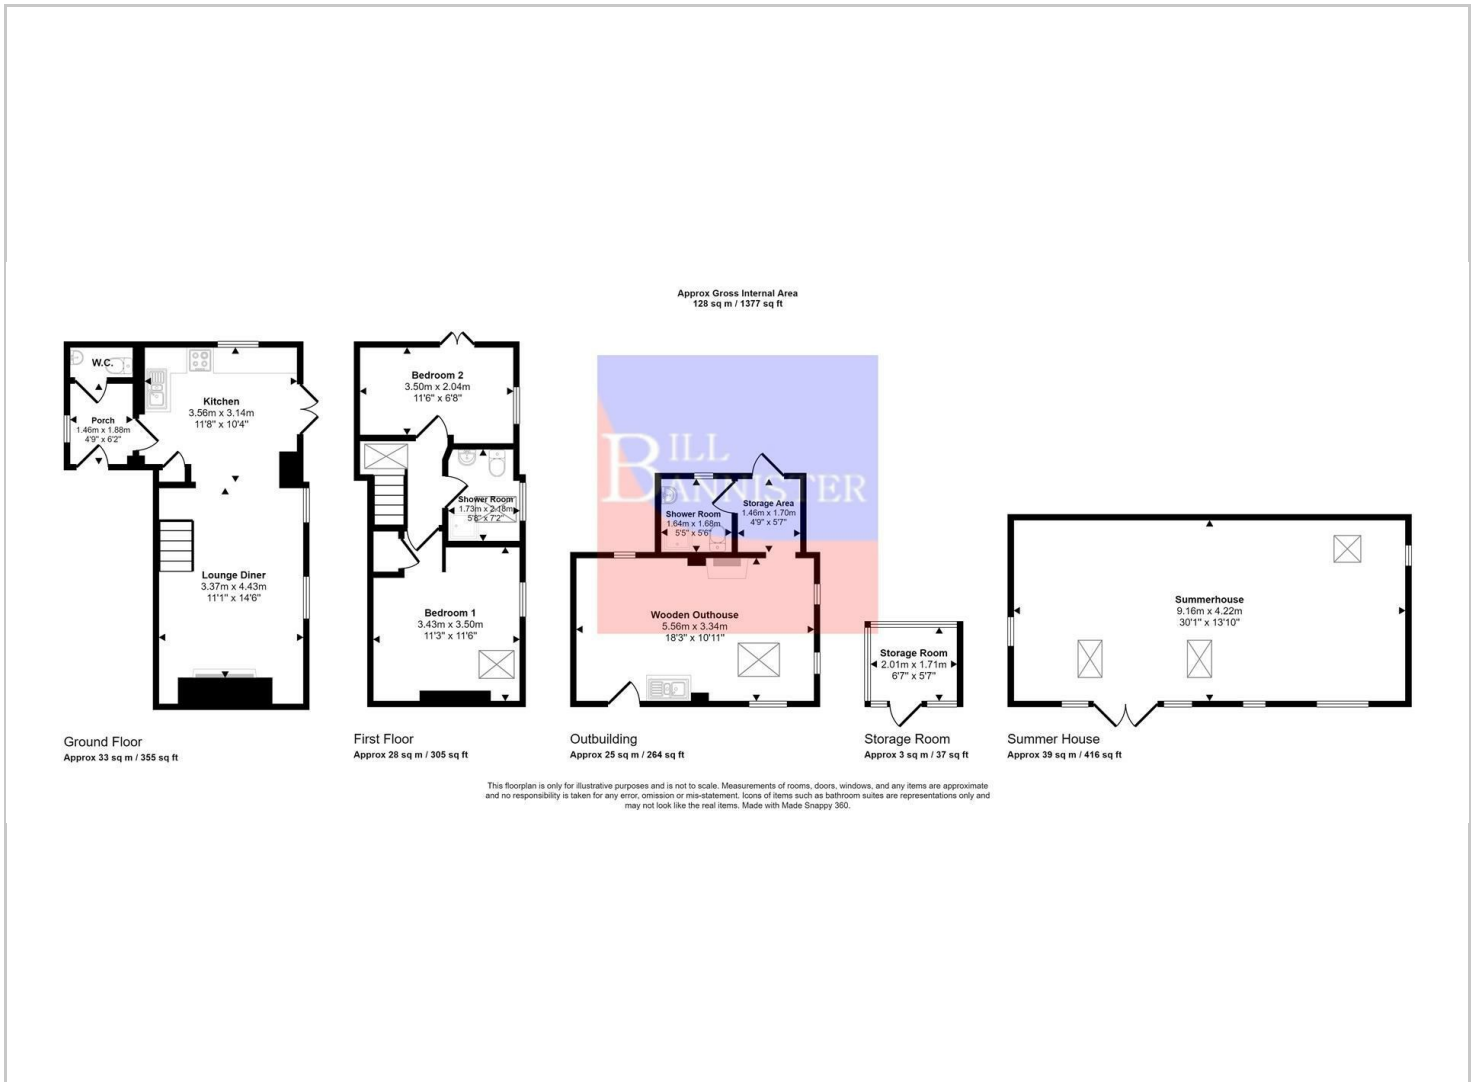 Approx Gross Internal Area
128 sq m / 1377 sq ft
W.C.
Porch
1.46m x 1.88m
4'9" x 6'2"
Kitchen
3.56m x 3.14m
11'8" x 10'4"
Lounge Diner
3.37m x 4.43m
11'1" x 14'6"
Ground Floor
Approx 33 sq m / 355 sq ft
Bedroom 2
3.50m x 2.04m
11'6" x 6'8"
Shower Room
1.73m x 2.18m
5'8" x 7'2"
Bedroom 1
3.43m x 3.50m
11'3" x 11'6"
First Floor
Approx 28 sq m / 305 sq ft
BILL
BANNISTER
Shower Room
1.64m x 1.68m
5'5" x 5'6"
Storage Area
1.46m x 1.70m
4'9" x 5'7"
Wooden Outhouse
5.56m x 3.34m
18'3" x 10'11"
Outbuilding
Approx 25 sq m / 264 sq ft
Storage Room
2.01m x 1.71m
6'7" x 5'7"
Storage Room
Approx 3 sq m / 37 sq ft
Summerhouse
9.16m x 4.22m
30'1" x 13'10"
Summer House
Approx 39 sq m / 416 sq ft
This floorplan is only for illustrative purposes and is not to scale. Measurements of rooms, doors, windows, and any items are approximate
and no responsibility is taken for any error, omission or mis-statement. Icons of items such as bathroom suites are representations only and
may not look like the real items. Made with Made Snappy 360.